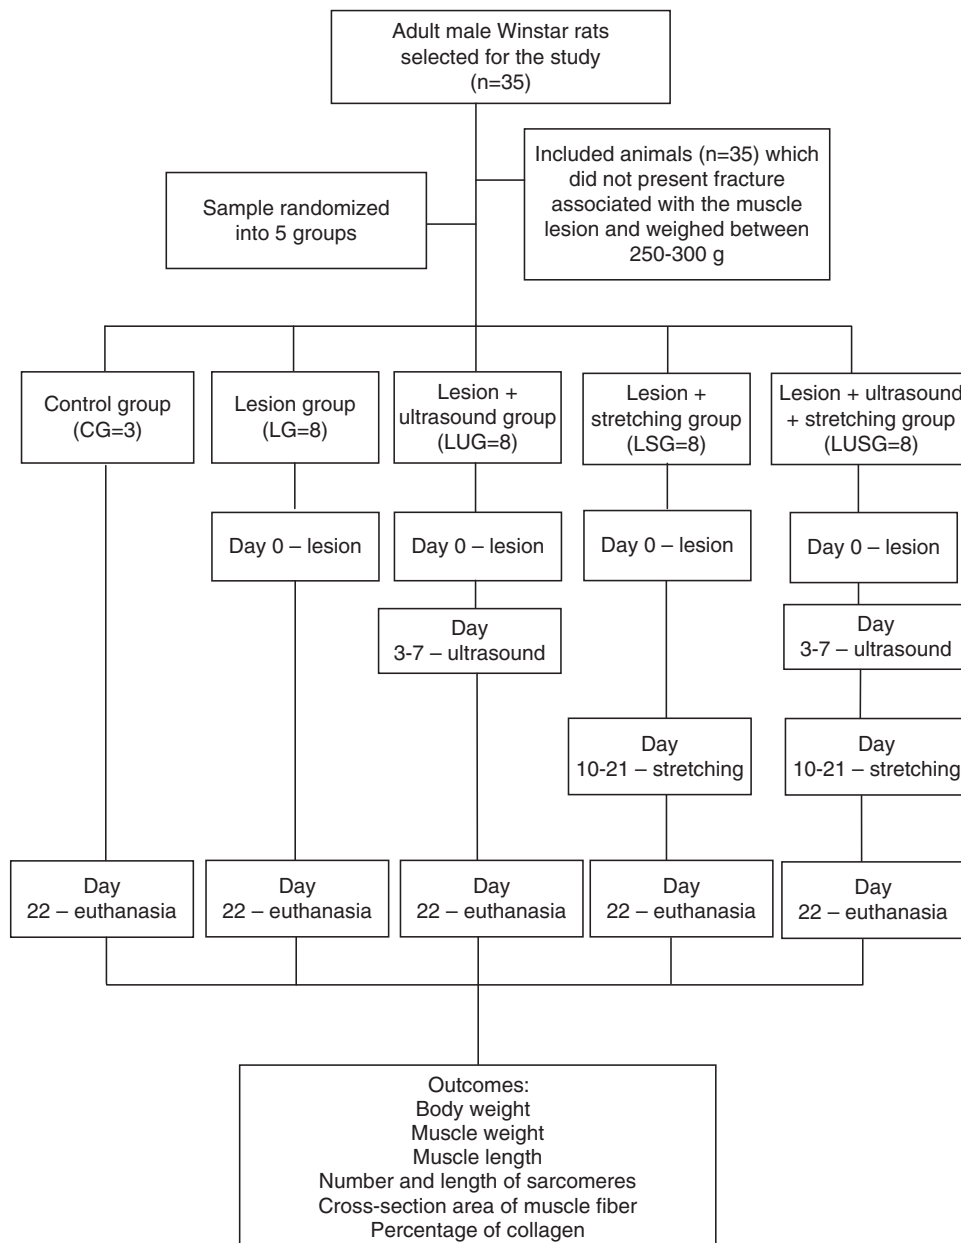 Adult male Winstar rats
selected for the study
(n=35)
Included animals (n=35) which
did not present fracture
associated with the muscle
lesion and weighed between
250-300 g
Sample randomized
into 5 groups
Control group
(CG=3)
Lesion group
(LG=8)
Lesion +
ultrasound group
(LUG=8)
Lesion +
stretching group
(LSG=8)
Lesion + ultrasound
+ stretching group
(LUSG=8)
Day 0 – lesion
Day 0 – lesion
Day 0 – lesion
Day 0 – lesion
Day
3-7 – ultrasound
Day
3-7 – ultrasound
Day
10-21 – stretching
Day
10-21 – stretching
Day
22 – euthanasia
Day
22 – euthanasia
Day
22 – euthanasia
Day
22 – euthanasia
Day
22 – euthanasia
Outcomes:
Body weight
Muscle weight
Muscle length
Number and length of sarcomeres
Cross-section area of muscle fiber
Percentage of collagen